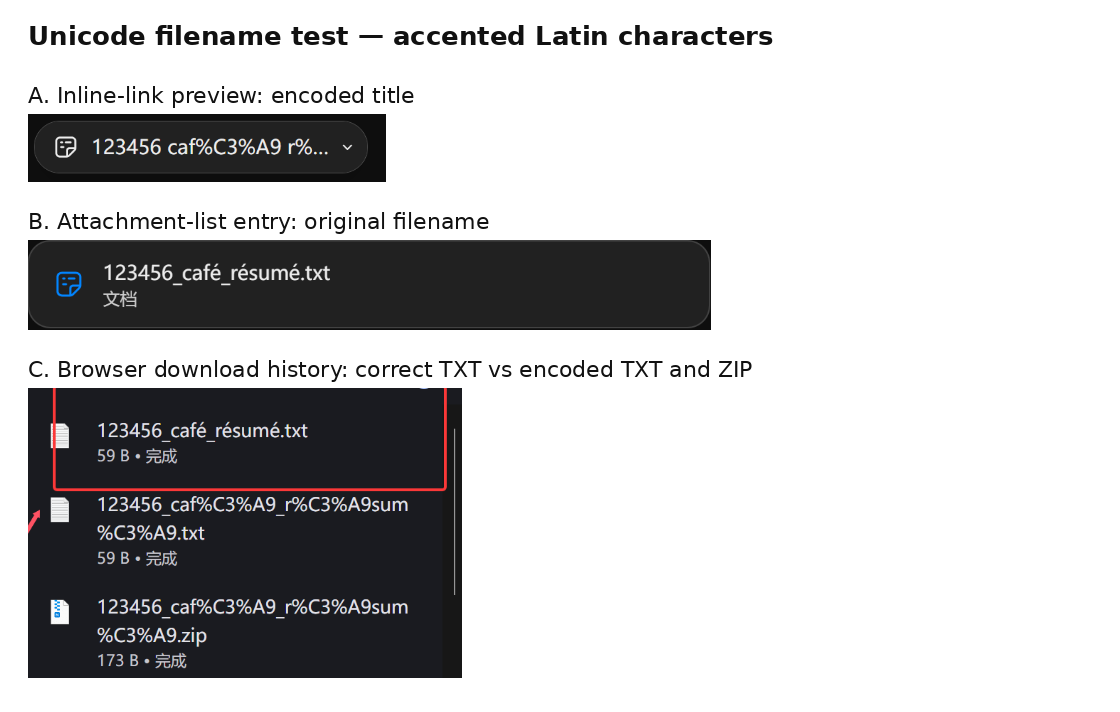 Unicode filename test — accented Latin characters
A. Inline-link preview: encoded title
123456 caf%C3%A9 r%...
B. Attachment-list entry: original filename
123456_café_résumé.txt
文档
C. Browser download history: correct TXT vs encoded TXT and ZIP
123456_café_résumé.txt
59 B • 完成
123456_caf%C3%A9_r%C3%A9sum
%C3%A9.txt
59 B • 完成
123456_caf%C3%A9_r%C3%A9sum
%C3%A9.zip
173 B • 完成